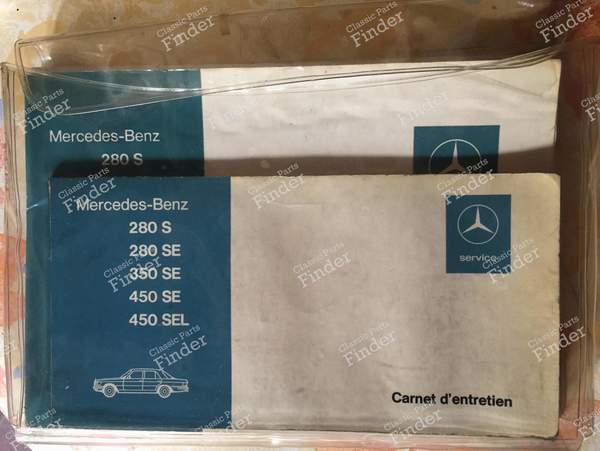 Mercedes-Benz
280 S
Mercedes-Benz
280 S
280 SE
350 SE
450 SE
450 SEL
service
Carnet d'entretien
Classic Parts
Finder